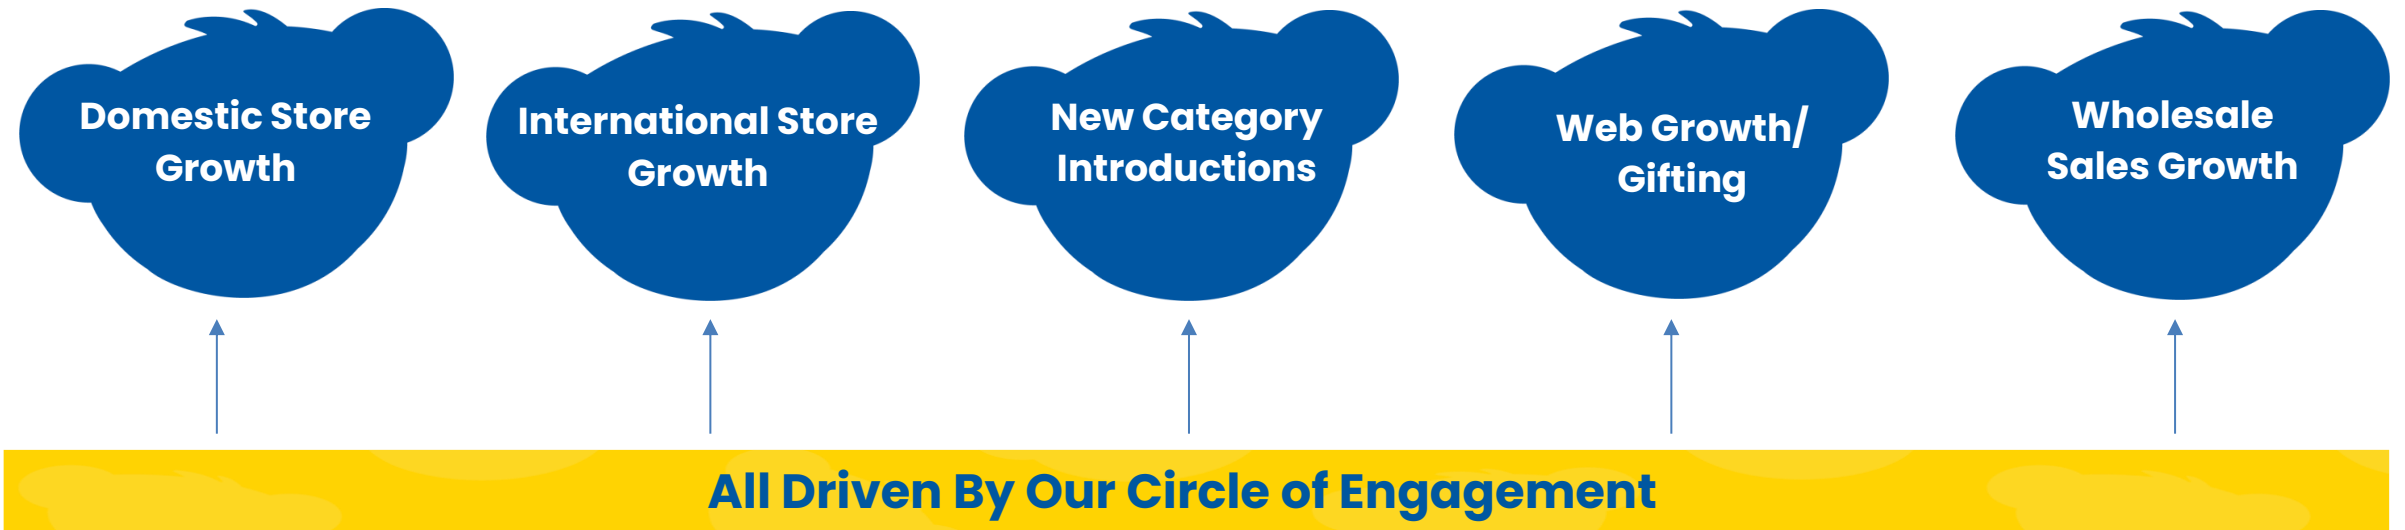 Domestic Store
Growth
International Store
Growth
New Category
Introductions
Web Growth/
Gifting
Wholesale
Sales Growth
All Driven By Our Circle of Engagement